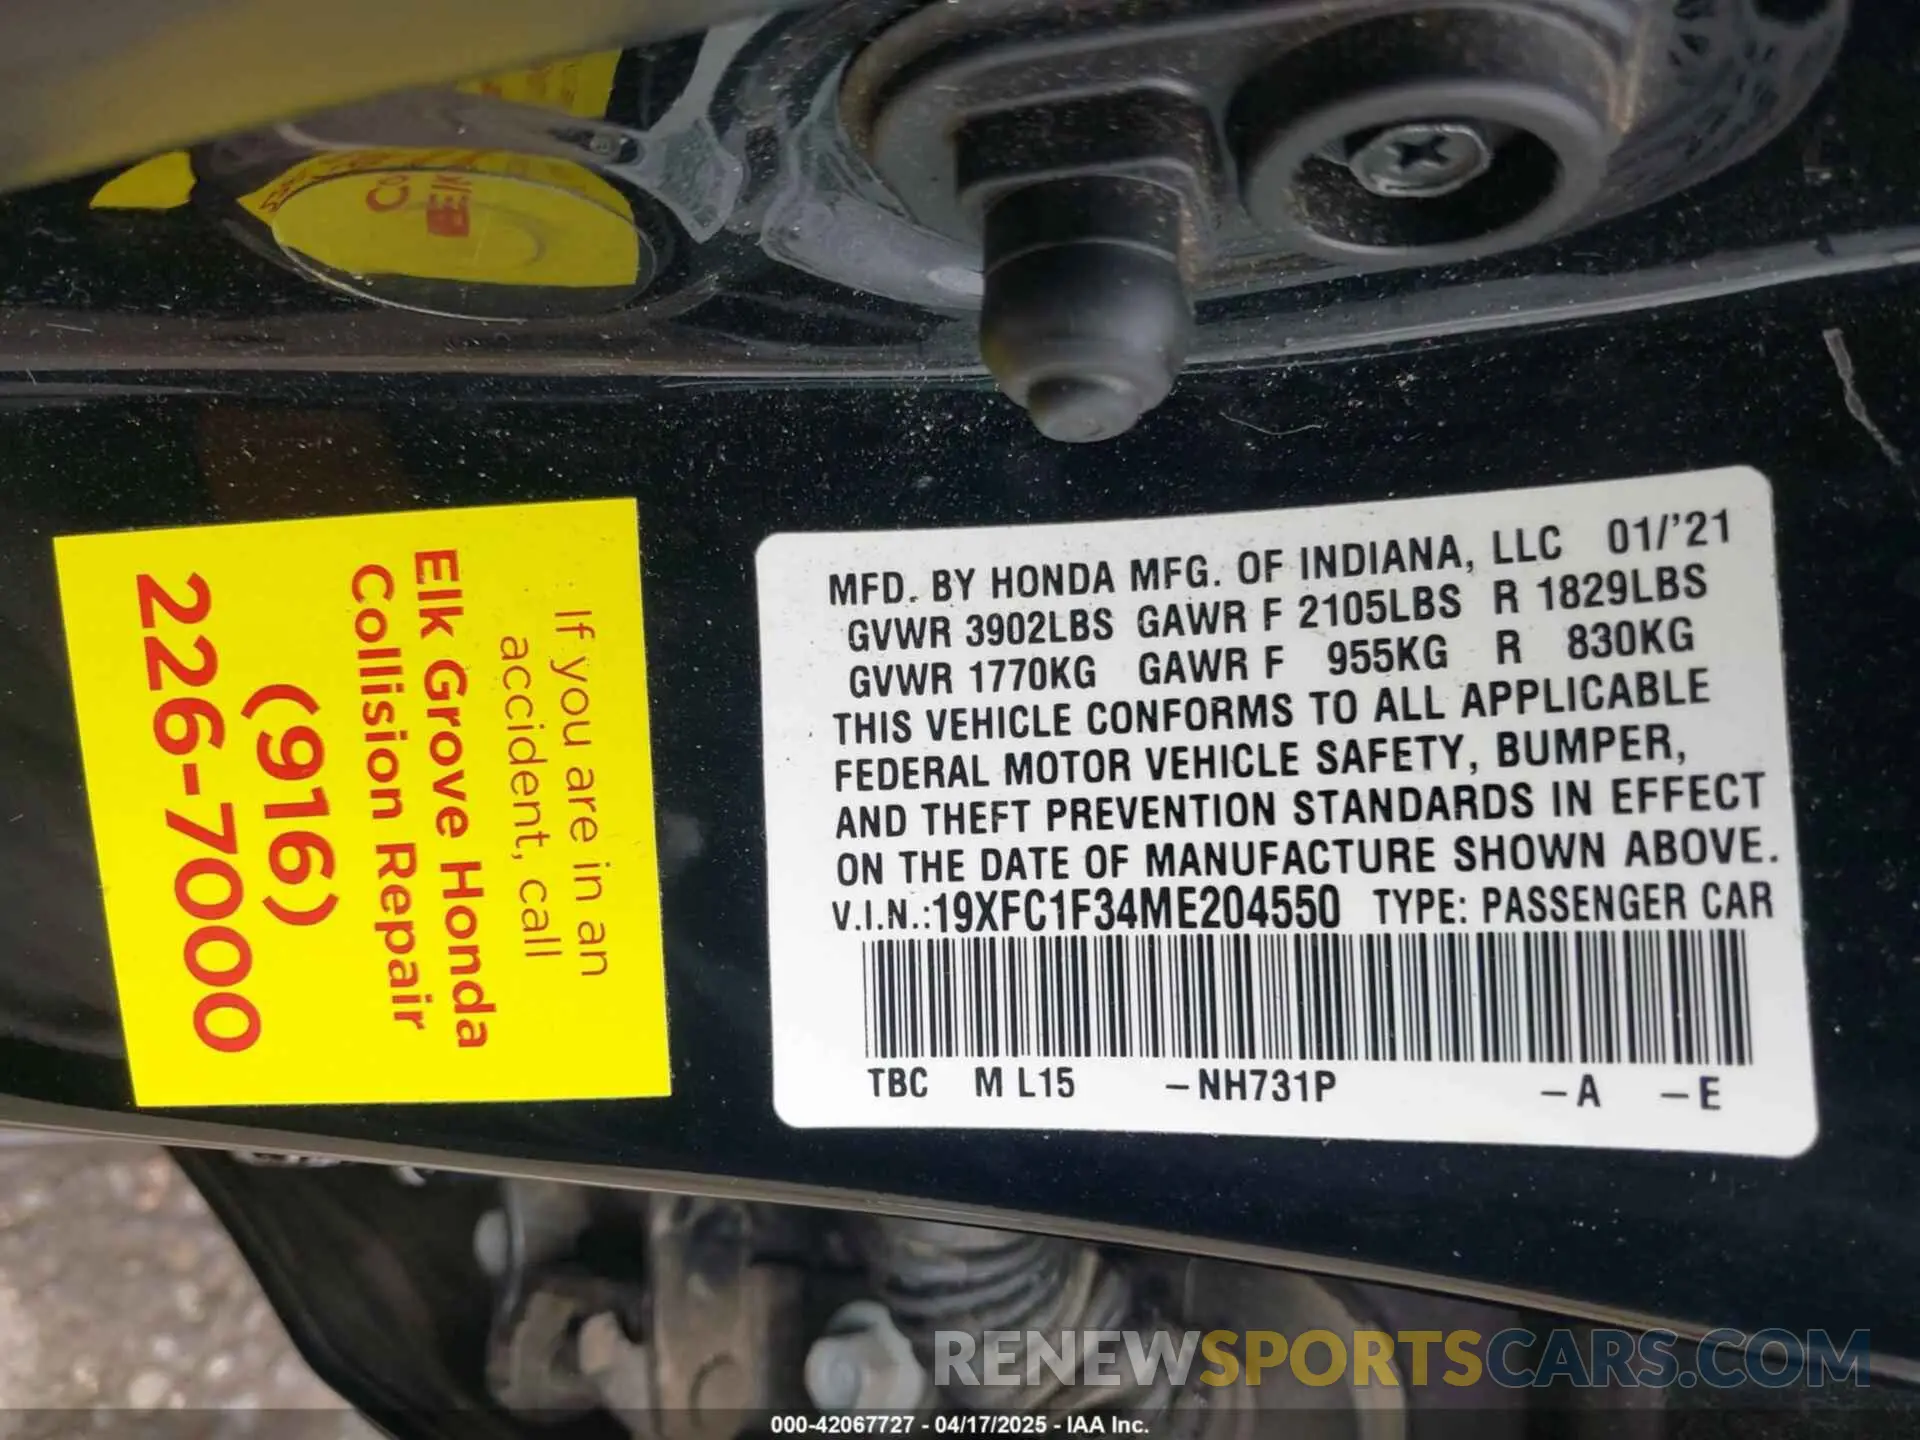 If you are in an
accident, call
Elk Grove Honda
Collision Repair
(916)
226-7000
MFD. BY HONDA MFG. OF INDIANA, LLC 01/'21
GVWR 3902LBS GAWR F 2105LBS R 1829LBS
GVWR 1770KG GAWR F 955KG R 830KG
THIS VEHICLE CONFORMS TO ALL APPLICABLE
FEDERAL MOTOR VEHICLE SAFETY, BUMPER,
AND THEFT PREVENTION STANDARDS IN EFFECT
ON THE DATE OF MANUFACTURE SHOWN ABOVE.
V.I.N.:19XFC1F34ME204550 TYPE: PASSENGER CAR
TBC M L15 -NH731P -A -E
RENEWSPORTSCARS.COM
000-42067727 - 04/17/2025 - IAA Inc.